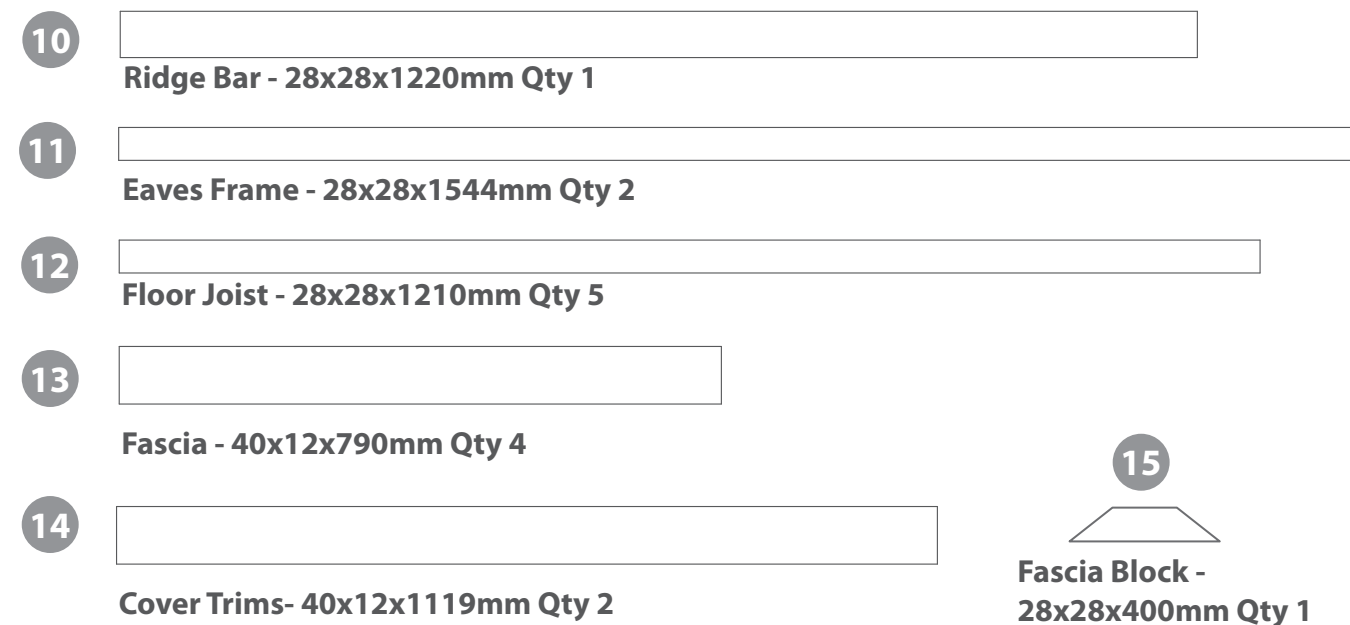 10
Ridge Bar - 28x28x1220mm Qty 1
11
Eaves Frame - 28x28x1544mm Qty 2
12
Floor Joist - 28x28x1210mm Qty 5
13
Fascia - 40x12x790mm Qty 4
14
Cover Trims- 40x12x1119mm Qty 2
15
Fascia Block -
28x28x400mm Qty 1